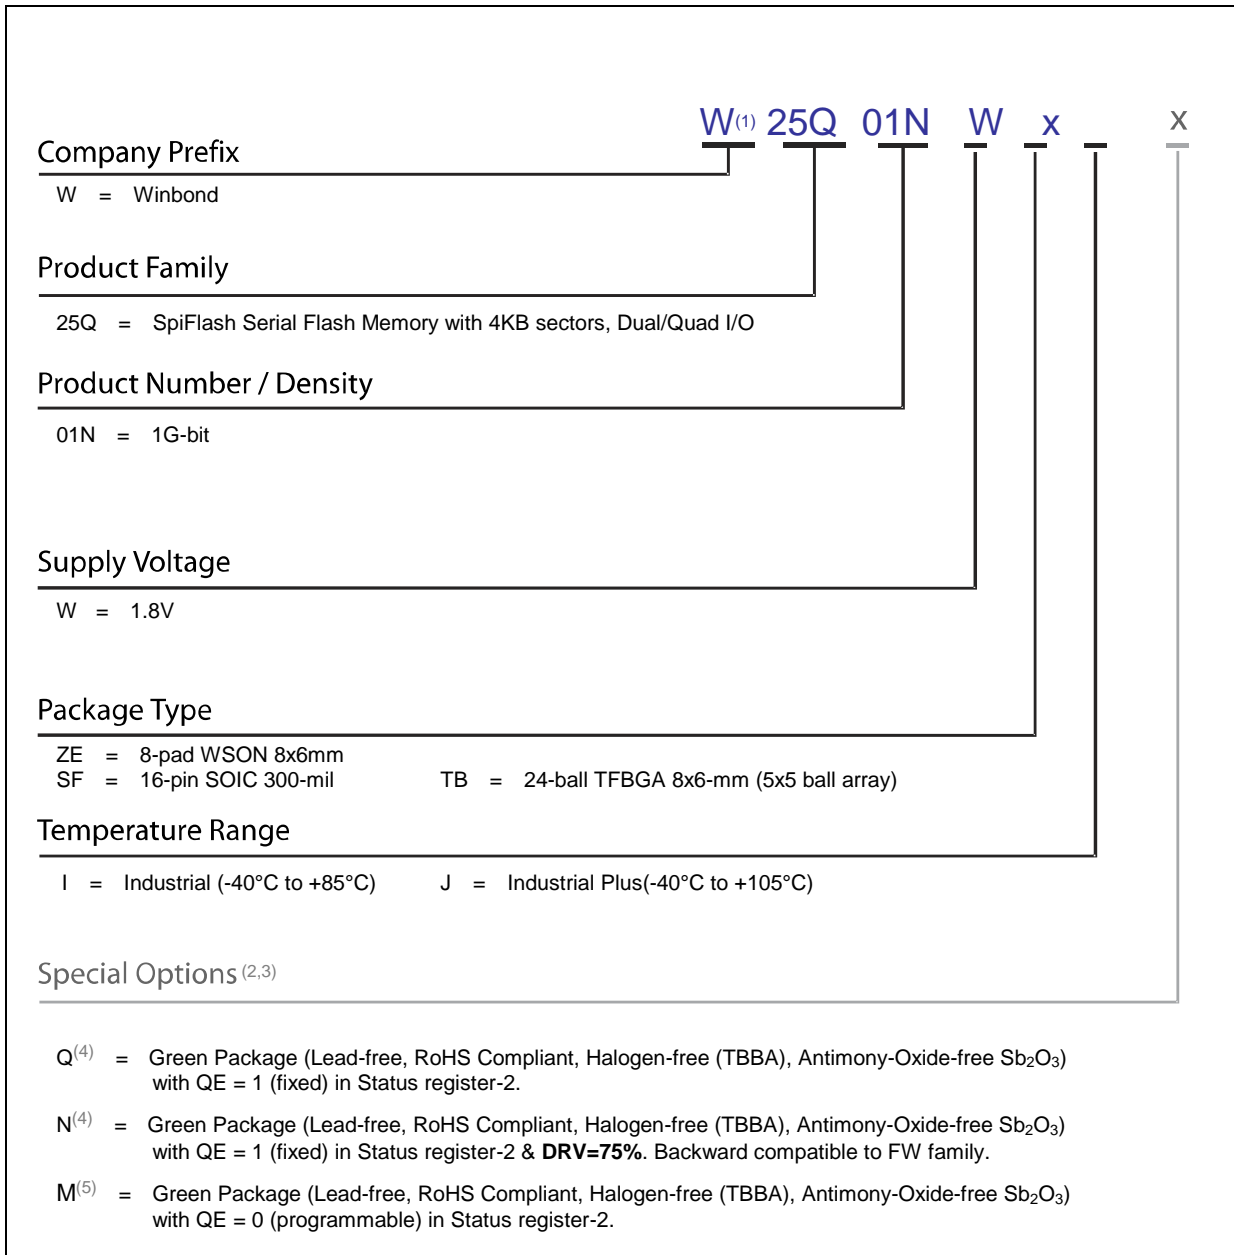 W(1) 25Q 01N W x x
Company Prefix
W = Winbond
Product Family
25Q = SpiFlash Serial Flash Memory with 4KB sectors, Dual/Quad I/O
Product Number / Density
01N = 1G-bit
Supply Voltage
W = 1.8V
Package Type
ZE = 8-pad WSON 8x6mm
SF = 16-pin SOIC 300-mil TB = 24-ball TFBGA 8x6-mm (5x5 ball array)
Temperature Range
I = Industrial (-40°C to +85°C) J = Industrial Plus(-40°C to +105°C)
Special Options (2,3)
Q(4) = Green Package (Lead-free, RoHS Compliant, Halogen-free (TBBA), Antimony-Oxide-free Sb₂O₃)
with QE = 1 (fixed) in Status register-2.
N(4) = Green Package (Lead-free, RoHS Compliant, Halogen-free (TBBA), Antimony-Oxide-free Sb₂O₃)
with QE = 1 (fixed) in Status register-2 & DRV=75%. Backward compatible to FW family.
M(5) = Green Package (Lead-free, RoHS Compliant, Halogen-free (TBBA), Antimony-Oxide-free Sb₂O₃)
with QE = 0 (programmable) in Status register-2.